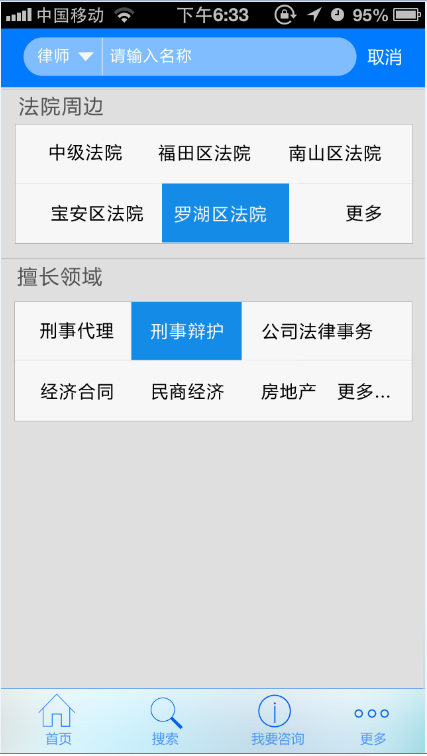 中国移动 下午6:33 95%
律师 请输入名称 取消
法院周边
中级法院 福田区法院 南山区法院
宝安区法院 罗湖区法院 更多
擅长领域
刑事代理 刑事辩护 公司法律事务
经济合同 民商经济 房地产 更多...
首页 搜索 我要咨询 更多